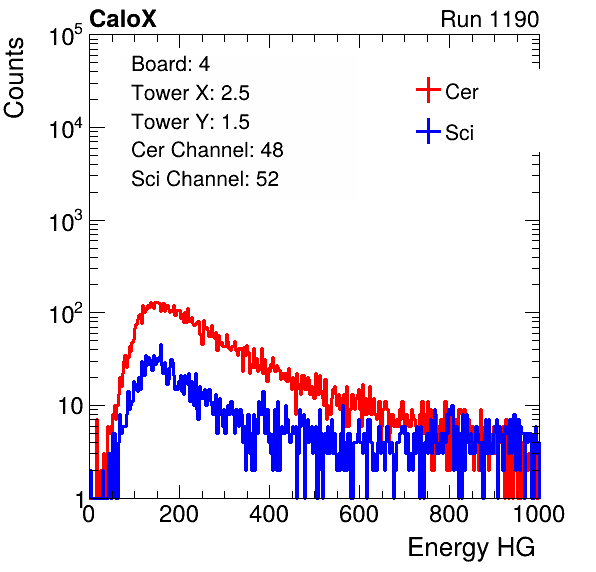 CaloX Run 1190
Counts
Board: 4
Tower X: 2.5
Tower Y: 1.5
Cer Channel: 48
Sci Channel: 52
Cer
Sci
10^5
10^4
10^3
10^2
10
1
0 200 400 600 800 1000
Energy HG